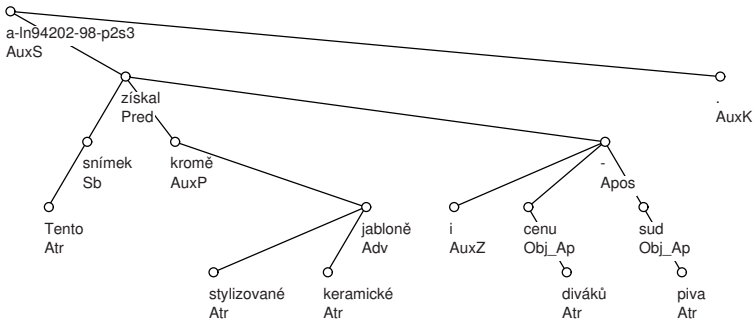 a-ln94202-98-p2s3
AuxS
získal
Pred
.
AuxK
snímek
Sb
kromě
AuxP
-
Apos
Tento
Atr
jabloně
Adv
i
AuxZ
cenu
Obj_Ap
sud
Obj_Ap
stylizované
Atr
keramické
Atr
diváků
Atr
piva
Atr